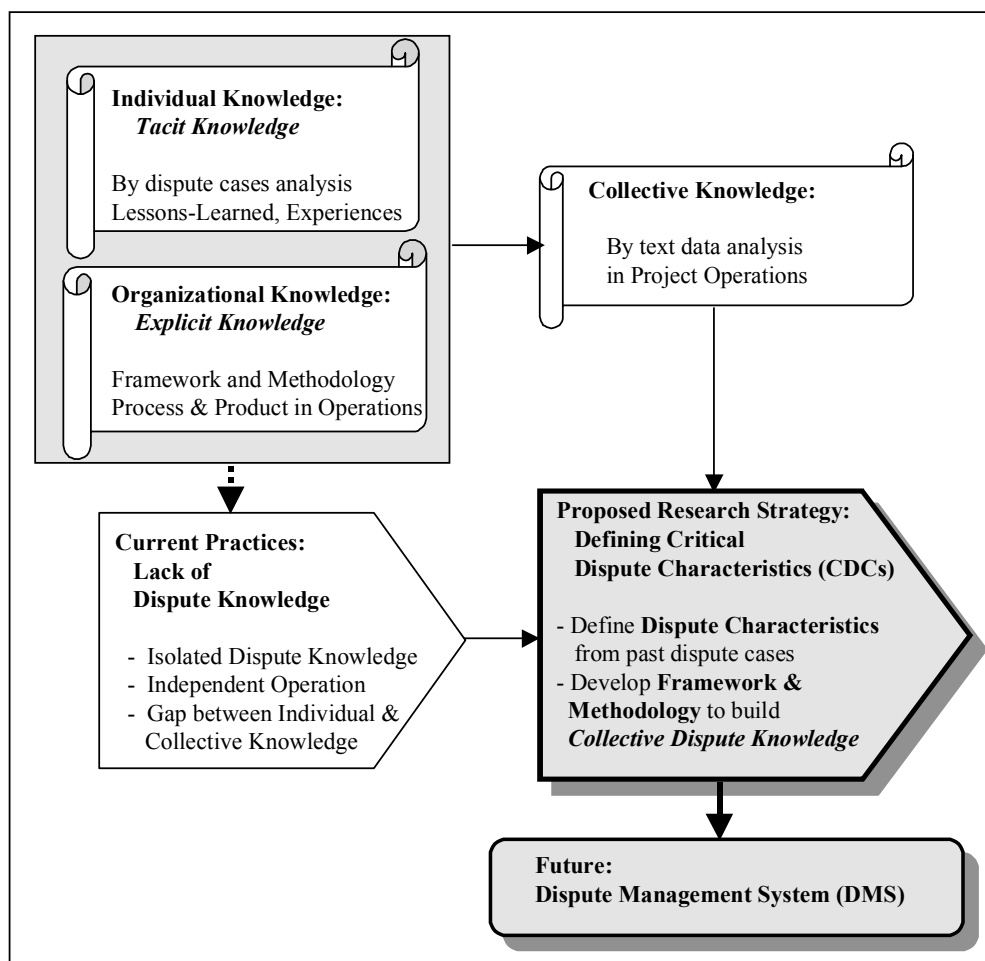 Individual Knowledge:
Tacit Knowledge
By dispute cases analysis
Lessons-Learned, Experiences
Organizational Knowledge:
Explicit Knowledge
Framework and Methodology
Process & Product in Operations
Collective Knowledge:
By text data analysis
in Project Operations
Current Practices:
Lack of
Dispute Knowledge
- Isolated Dispute Knowledge
- Independent Operation
- Gap between Individual &
Collective Knowledge
Proposed Research Strategy:
Defining Critical
Dispute Characteristics (CDCs)
- Define Dispute Characteristics
from past dispute cases
- Develop Framework &
Methodology to build
Collective Dispute Knowledge
Future:
Dispute Management System (DMS)